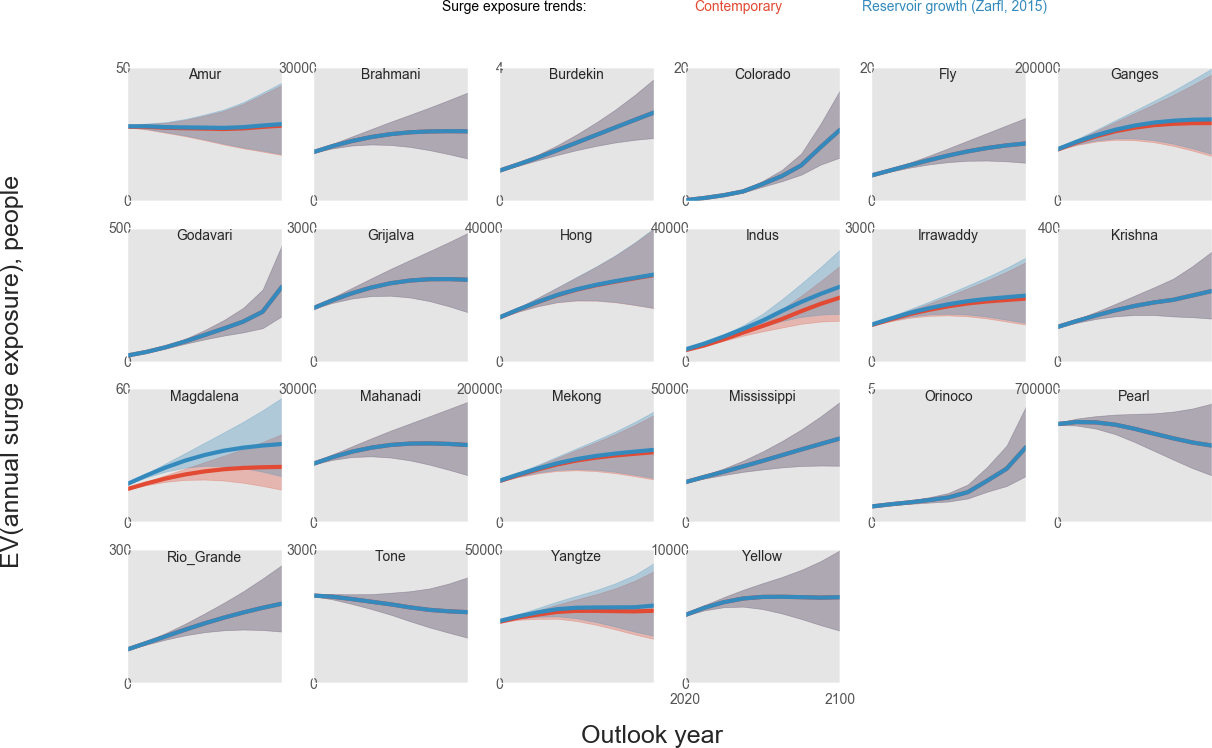 Surge exposure trends: Contemporary Reservoir growth (Zarfl, 2015)
EV(annual surge exposure), people
50 Amur 30000 Brahmani 4 Burdekin 20 Colorado 20 Fly 200000 Ganges
0 0 0 0 0 0
500 Godavari 3000 Grijalva 40000 Hong 40000 Indus 3000 Irrawaddy 400 Krishna
0 0 0 0 0 0
60 Magdalena 30000 Mahanadi 200000 Mekong 50000 Mississippi 5 Orinoco 700000 Pearl
0 0 0 0 0 0
300 Rio_Grande 3000 Tone 50000 Yangtze 10000 Yellow
0 0 0 0
2020 2100
Outlook year